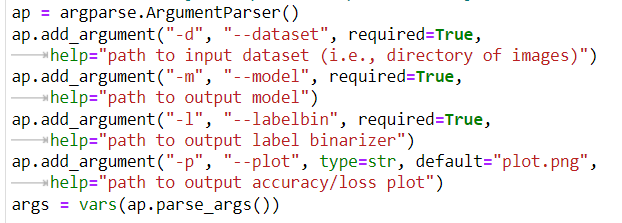 ap = argparse.ArgumentParser()
ap.add_argument("-d", "--dataset", required=True,
	help="path to input dataset (i.e., directory of images)")
ap.add_argument("-m", "--model", required=True,
	help="path to output model")
ap.add_argument("-l", "--labelbin", required=True,
	help="path to output label binarizer")
ap.add_argument("-p", "--plot", type=str, default="plot.png",
	help="path to output accuracy/loss plot")
args = vars(ap.parse_args())